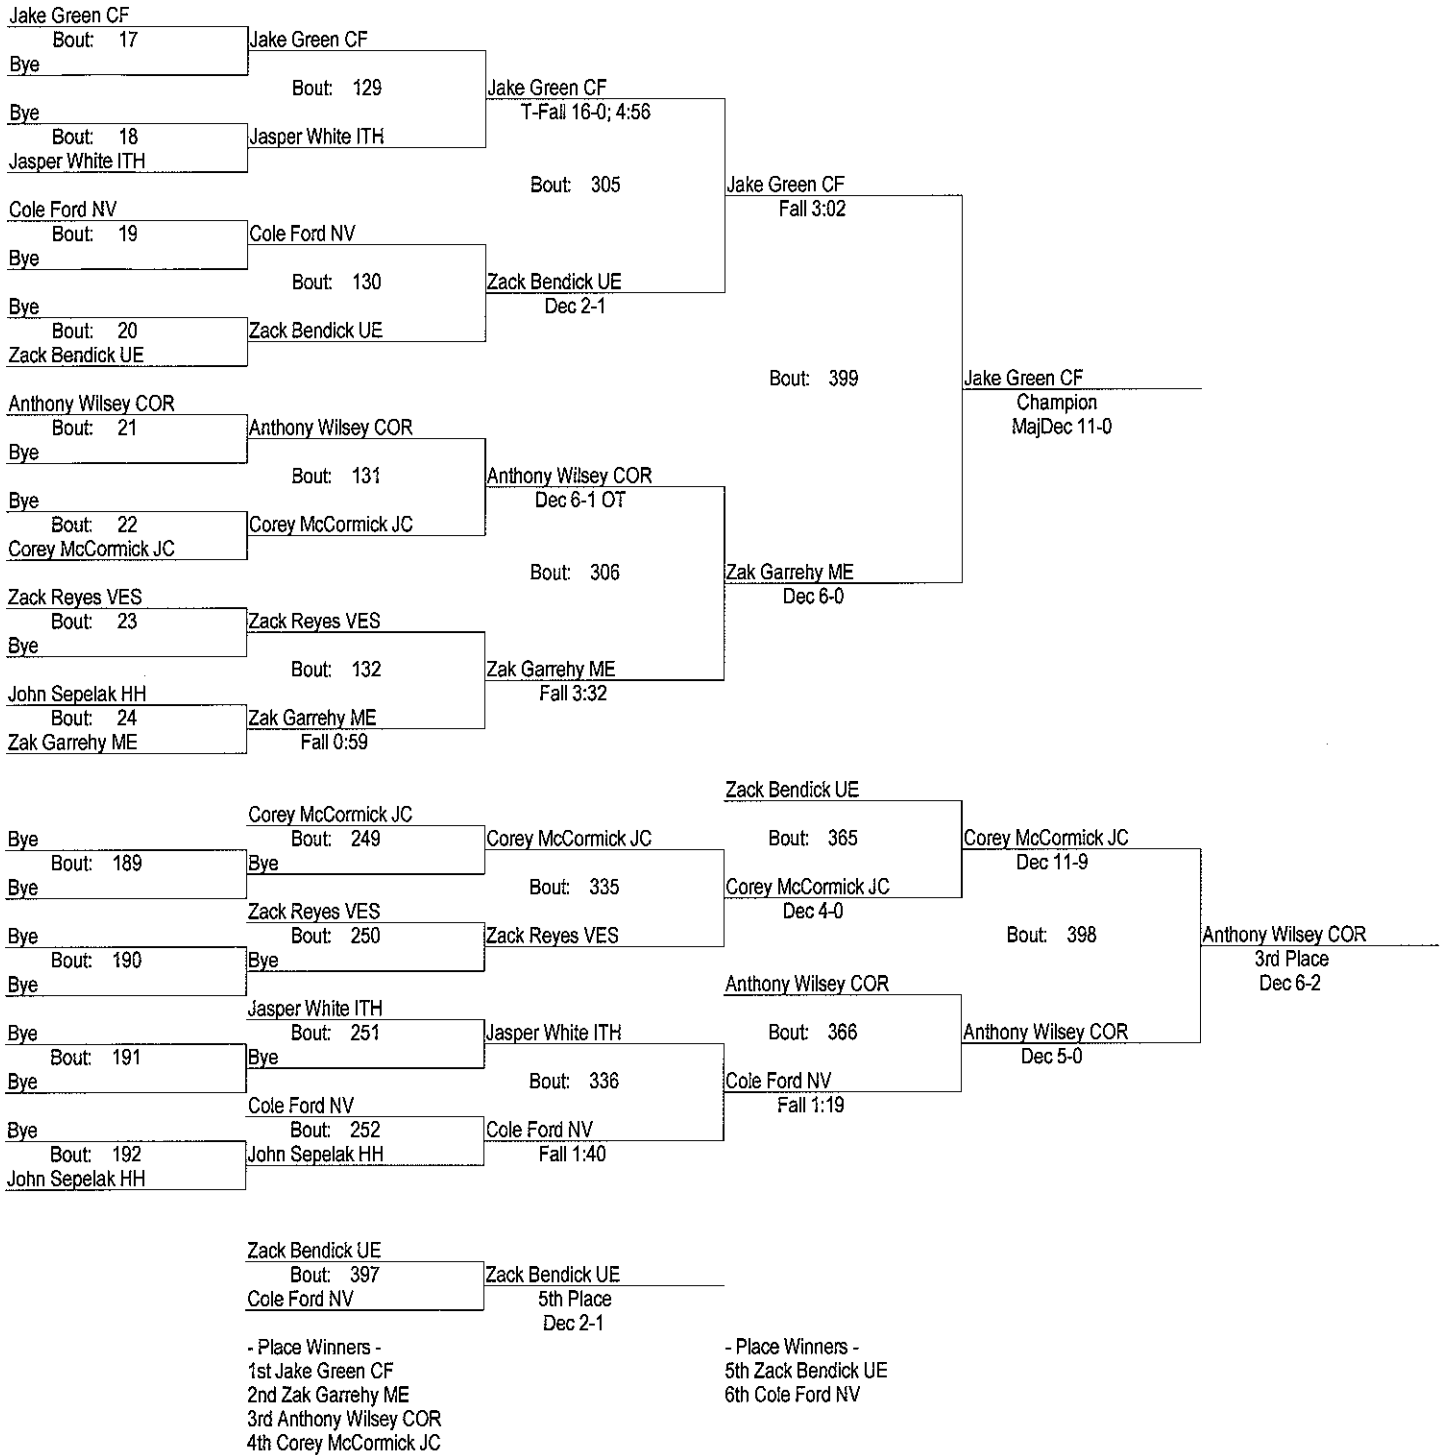 Jake Green CF
Bout: 17
Bye
Jake Green CF
Bout: 129
Bye
Bout: 18
Jasper White ITH
Jasper White ITH
Jake Green CF
T-Fall 16-0; 4:56
Bout: 305
Cole Ford NV
Bout: 19
Bye
Cole Ford NV
Bout: 130
Bye
Bout: 20
Zack Bendick UE
Zack Bendick UE
Zack Bendick UE
Dec 2-1
Jake Green CF
Fall 3:02
Bout: 399
Anthony Wilsey COR
Bout: 21
Bye
Anthony Wilsey COR
Bout: 131
Bye
Bout: 22
Corey McCormick JC
Corey McCormick JC
Anthony Wilsey COR
Dec 6-1 OT
Bout: 306
Zack Reyes VES
Bout: 23
Bye
Zack Reyes VES
Bout: 132
John Sepelak HH
Bout: 24
Zak Garrehy ME
Zak Garrehy ME
Fall 0:59
Zak Garrehy ME
Fall 3:32
Zak Garrehy ME
Dec 6-0
Jake Green CF
Champion
MajDec 11-0
Bye
Bout: 189
Bye
Corey McCormick JC
Bout: 249
Bye
Corey McCormick JC
Bout: 335
Bye
Bout: 190
Bye
Zack Reyes VES
Bout: 250
Bye
Zack Reyes VES
Zack Bendick UE
Bout: 365
Corey McCormick JC
Dec 4-0
Corey McCormick JC
Dec 11-9
Bout: 398
Bye
Bout: 191
Bye
Jasper White ITH
Bout: 251
Bye
Jasper White ITH
Bout: 336
Bye
Bout: 192
John Sepelak HH
Cole Ford NV
Bout: 252
John Sepelak HH
Cole Ford NV
Fall 1:40
Anthony Wilsey COR
Bout: 366
Cole Ford NV
Fall 1:19
Anthony Wilsey COR
Dec 5-0
Anthony Wilsey COR
3rd Place
Dec 6-2
Zack Bendick UE
Bout: 397
Cole Ford NV
Zack Bendick UE
5th Place
Dec 2-1
- Place Winners -
1st Jake Green CF
2nd Zak Garrehy ME
3rd Anthony Wilsey COR
4th Corey McCormick JC
- Place Winners -
5th Zack Bendick UE
6th Cole Ford NV